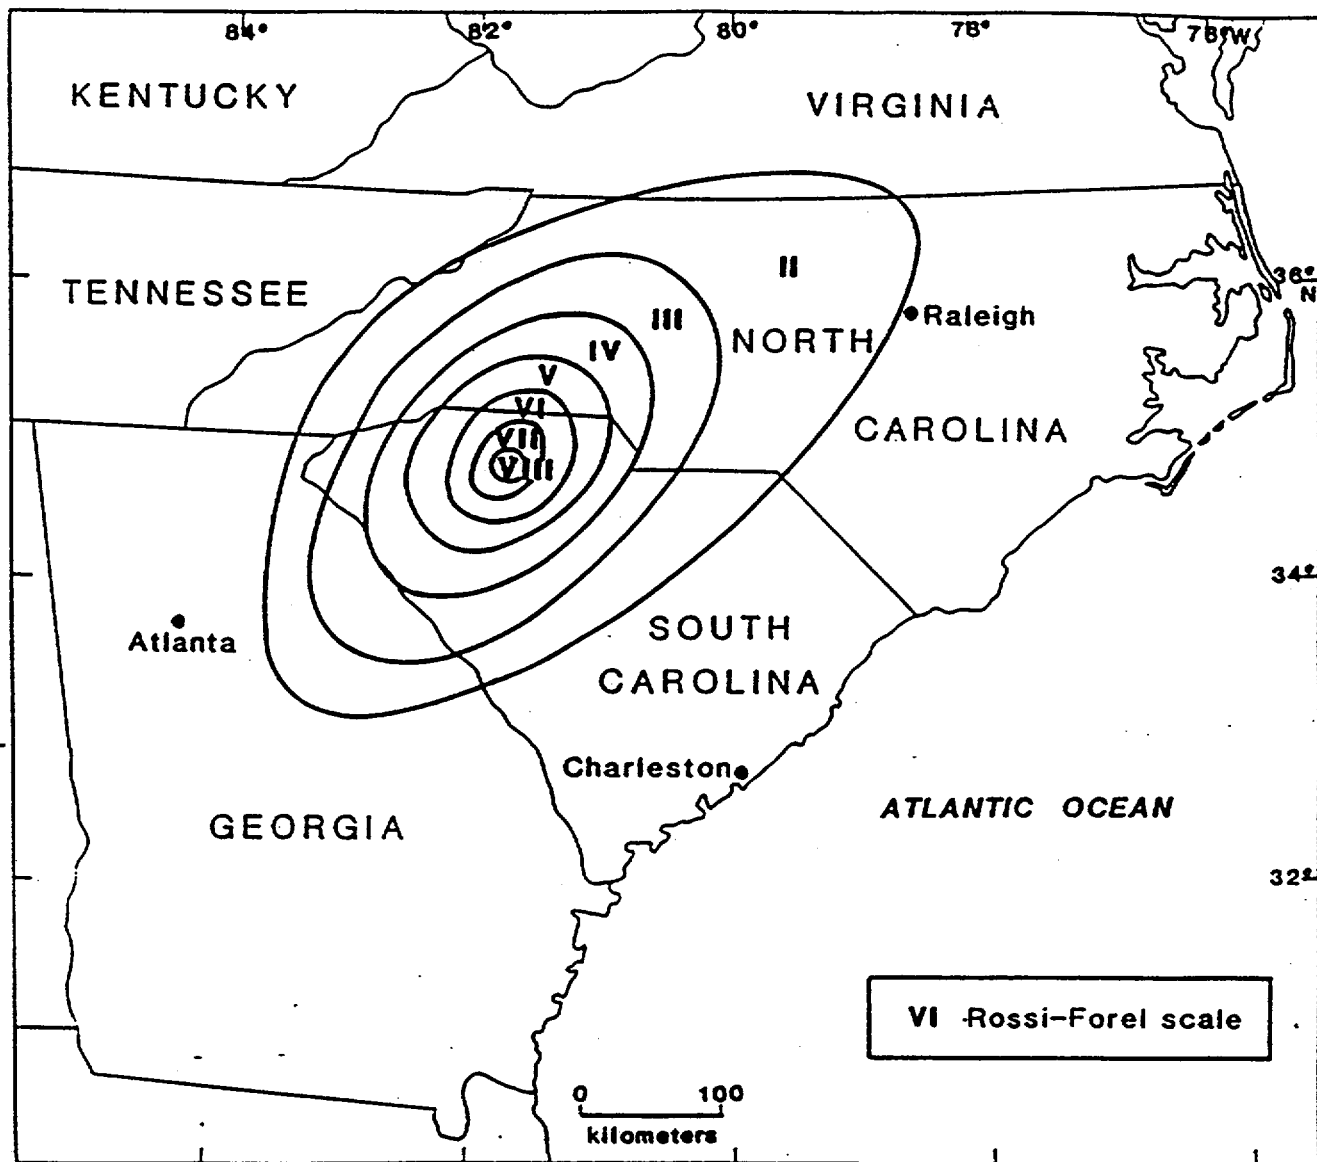 84° 82° 80° 78° 76°W
KENTUCKY
VIRGINIA
II
36°
N
TENNESSEE
III
Raleigh
NORTH
IV
V
VI
CAROLINA
VII
VIII
34°
SOUTH
Atlanta
CAROLINA
Charleston
ATLANTIC OCEAN
GEORGIA
32°
VI -Rossi-Forel scale
0 100
kilometers